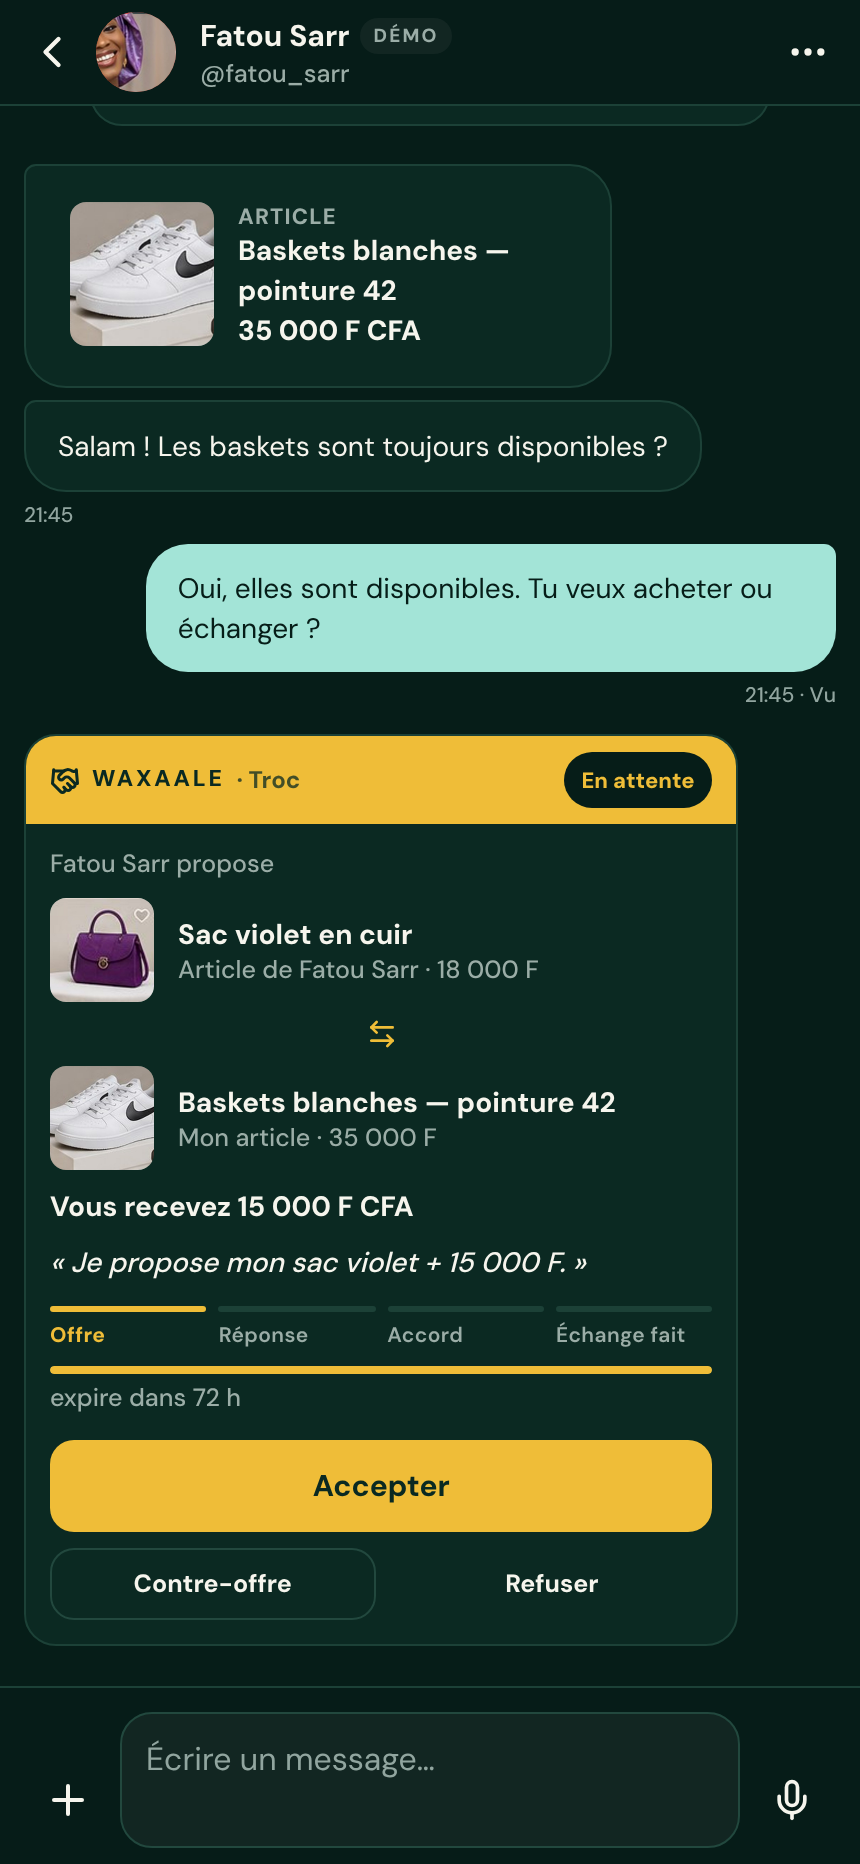 Fatou Sarr DÉMO
@fatou_sarr
ARTICLE
Baskets blanches —
pointure 42
35 000 F CFA
Salam ! Les baskets sont toujours disponibles ?
21:45
Oui, elles sont disponibles. Tu veux acheter ou
échanger ?
21:45 · Vu
WAXAALE · Troc
En attente
Fatou Sarr propose
Sac violet en cuir
Article de Fatou Sarr · 18 000 F
Baskets blanches — pointure 42
Mon article · 35 000 F
Vous recevez 15 000 F CFA
« Je propose mon sac violet + 15 000 F. »
Offre Réponse Accord Échange fait
expire dans 72 h
Accepter
Contre-offre Refuser
Écrire un message...